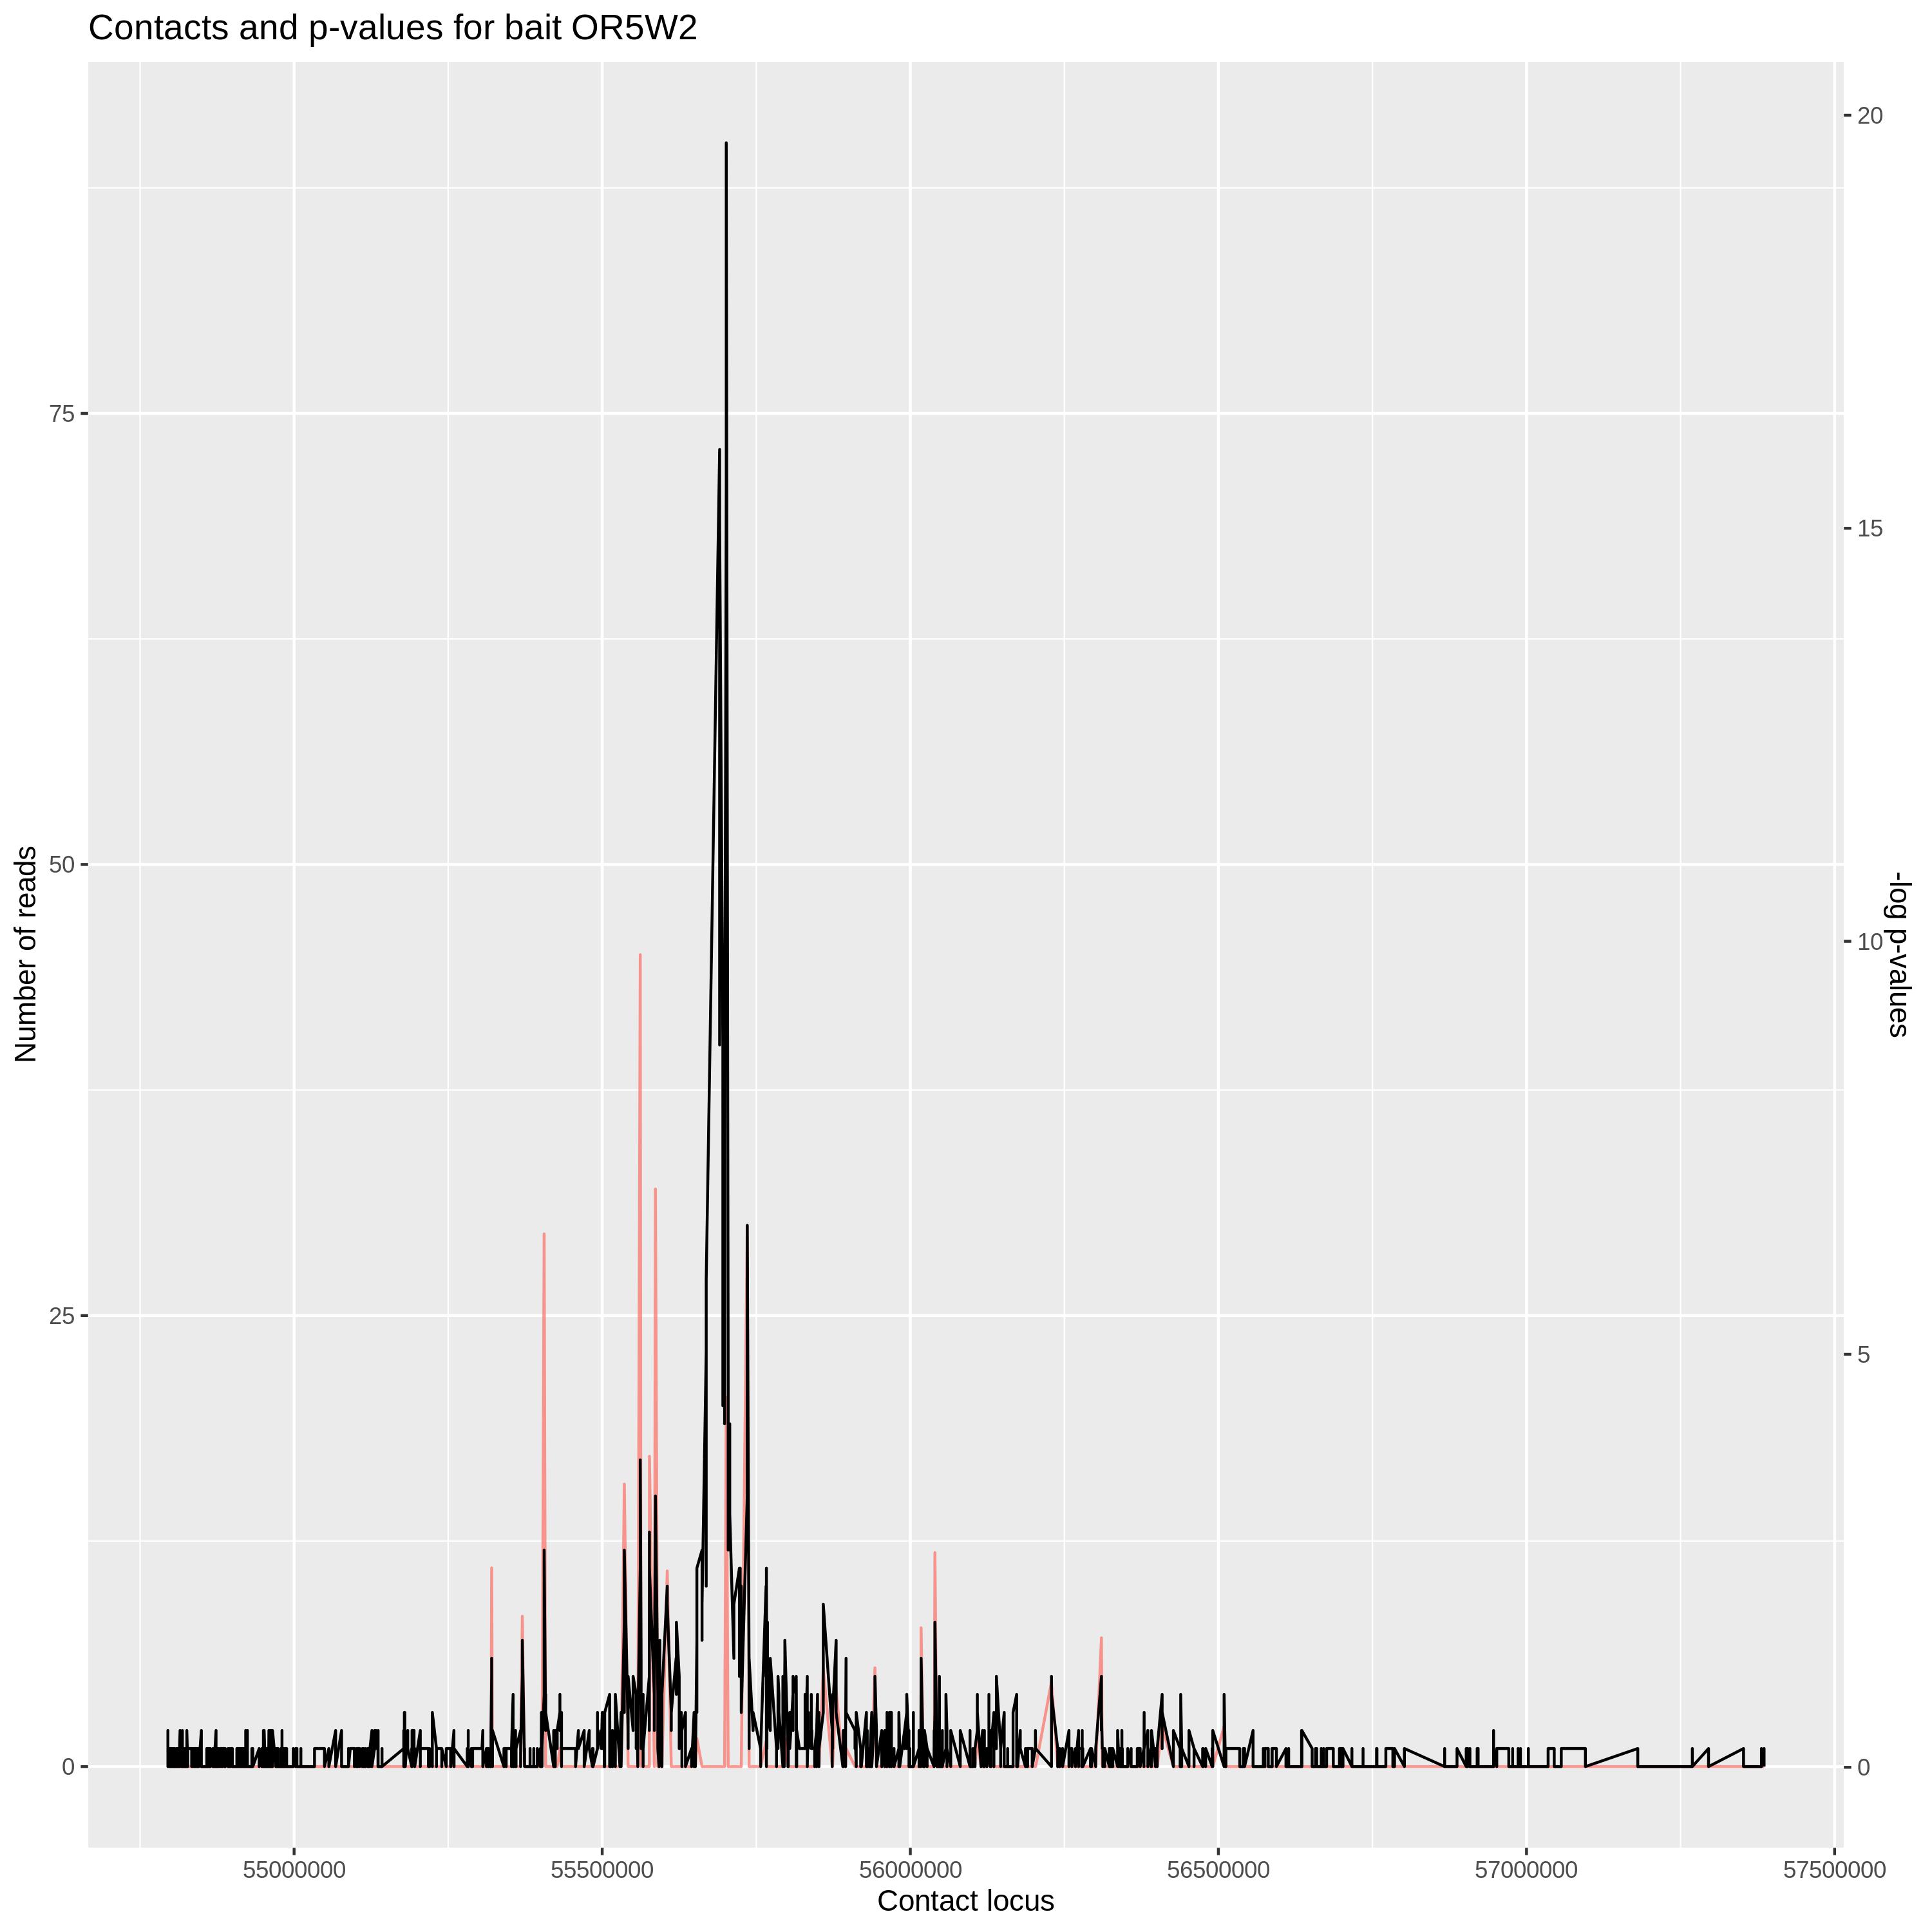 Contacts and p-values for bait OR5W2
Number of reads
75
50
25
0
20
15
10
5
0
-log p-values
55000000 55500000 56000000 56500000 57000000 57500000
Contact locus